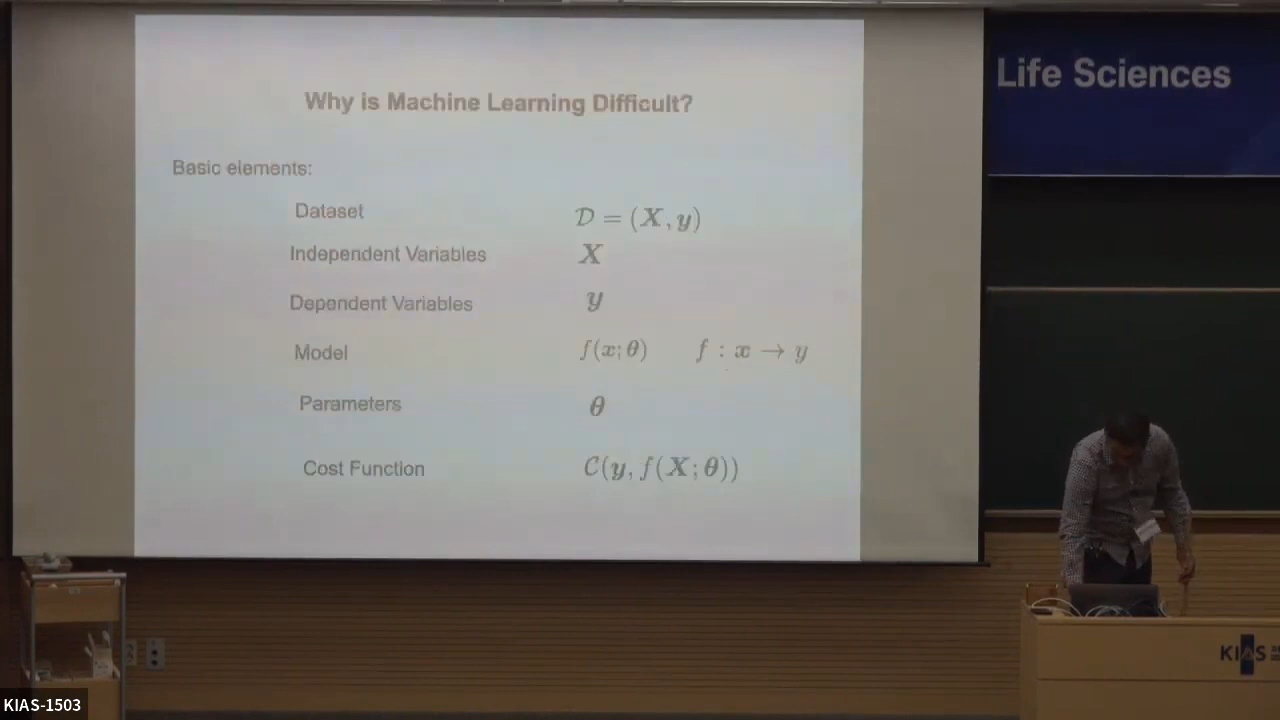 Life Sciences
Why is Machine Learning Difficult?
Basic elements:
Dataset 𝒟 = (X, y)
Independent Variables X
Dependent Variables y
Model f(x; θ) f : x → y
Parameters θ
Cost Function 𝒞(y, f(X; θ))
KIAS
KIAS-1503